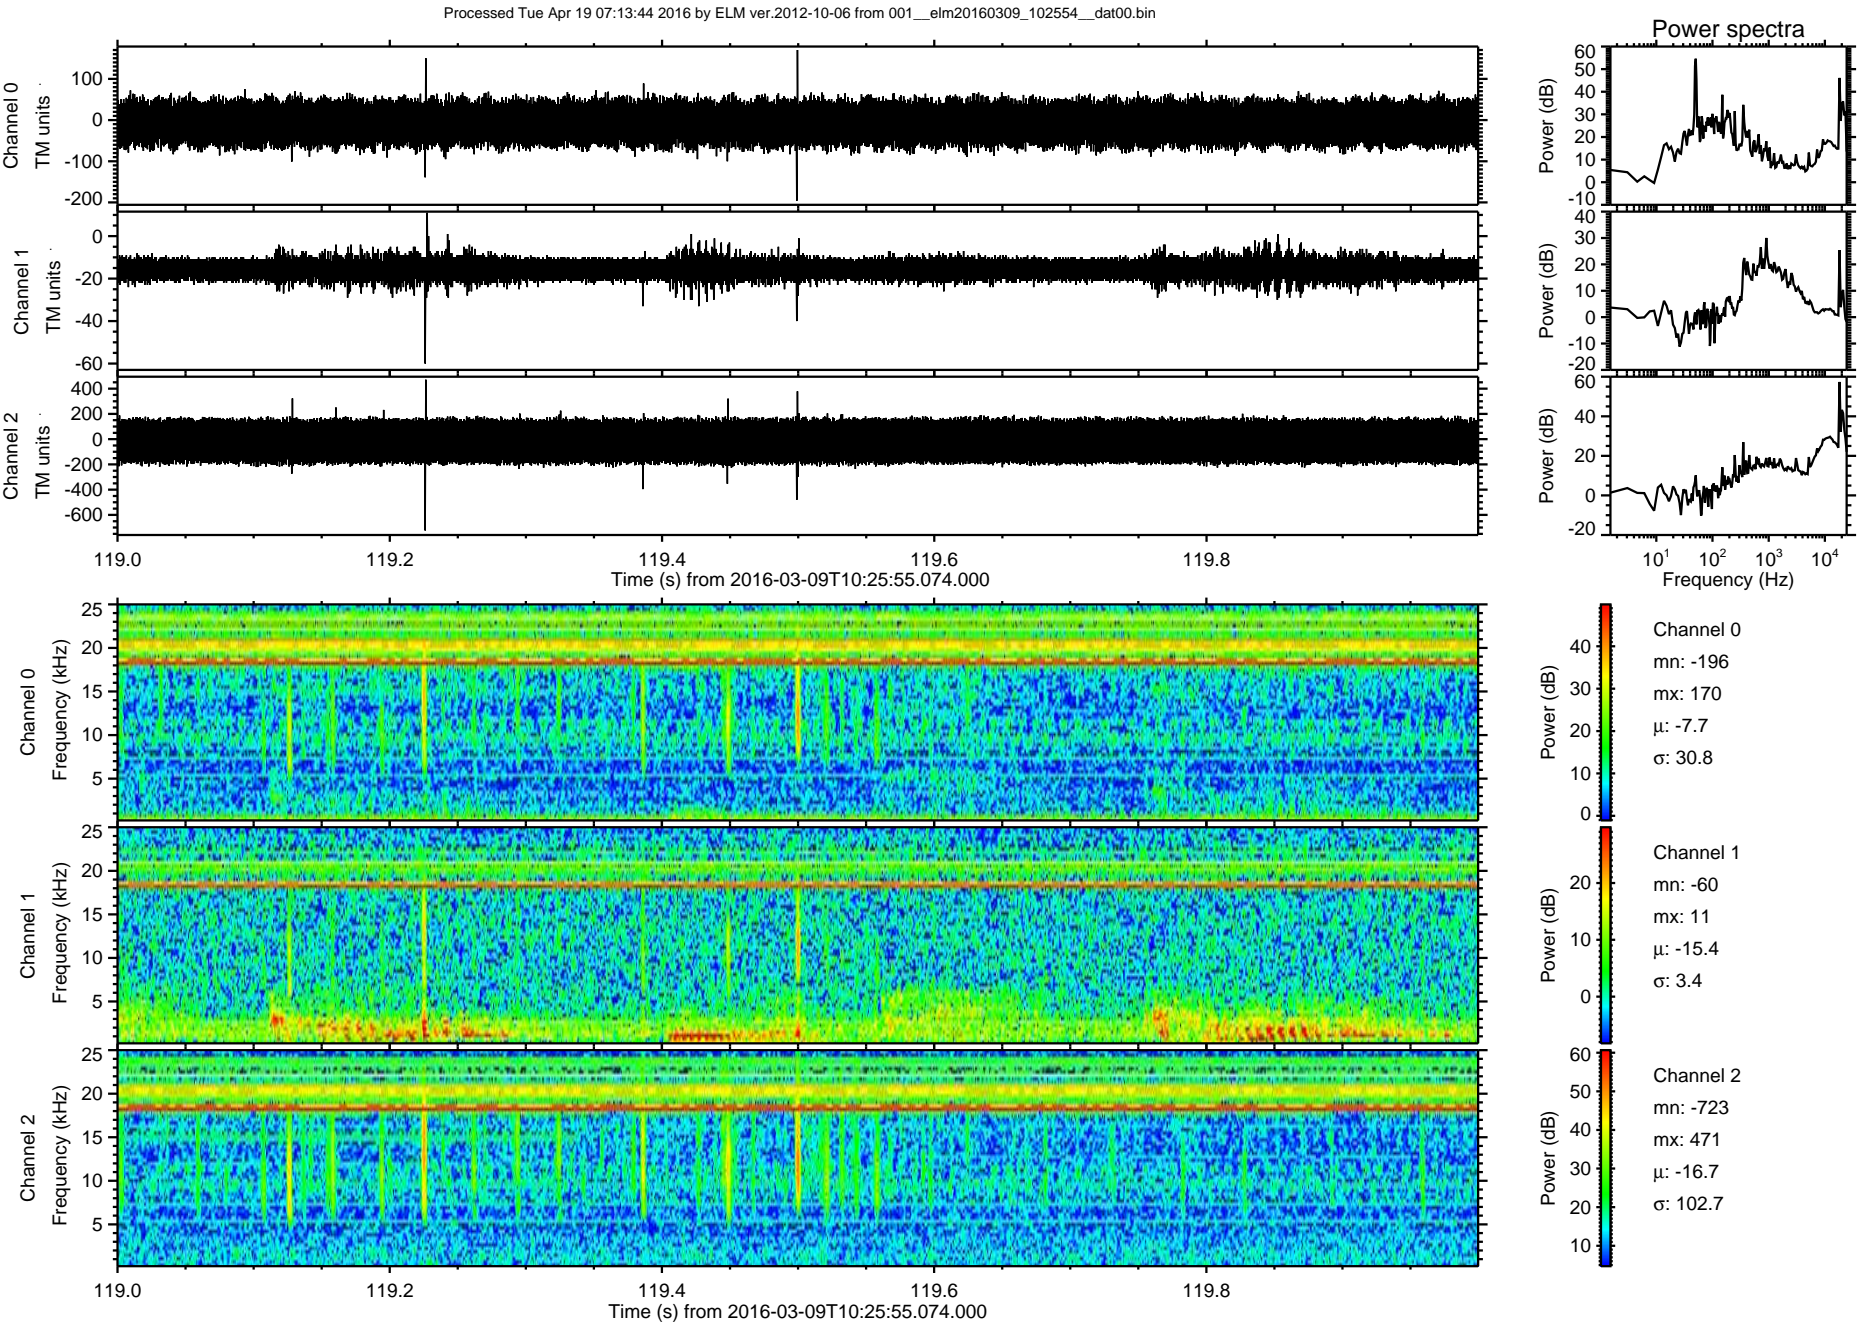 Processed Tue Apr 19 07:13:44 2016 by ELM ver.2012-10-06 from 001__elm20160309_102554__dat00.bin
Power spectra
Channel 0
TM units
100
0
-100
-200
Power (dB)
60
50
40
30
20
10
0
-10
Channel 1
TM units
0
-20
-40
-60
Power (dB)
40
30
20
10
0
-10
-20
Channel 2
TM units
400
200
0
-200
-400
-600
Power (dB)
60
40
20
0
-20
119.0 119.2 119.4 119.6 119.8
Time (s) from 2016-03-09T10:25:55.074.000
10¹ 10² 10³ 10⁴
Frequency (Hz)
Channel 0
Frequency (kHz)
25
20
15
10
5
Power (dB)
40
30
20
10
0
Channel 0
mn: -196
mx: 170
μ: -7.7
σ: 30.8
Channel 1
Frequency (kHz)
25
20
15
10
5
Power (dB)
20
10
0
Channel 1
mn: -60
mx: 11
μ: -15.4
σ: 3.4
Channel 2
Frequency (kHz)
25
20
15
10
5
Power (dB)
60
50
40
30
20
10
Channel 2
mn: -723
mx: 471
μ: -16.7
σ: 102.7
119.0 119.2 119.4 119.6 119.8
Time (s) from 2016-03-09T10:25:55.074.000